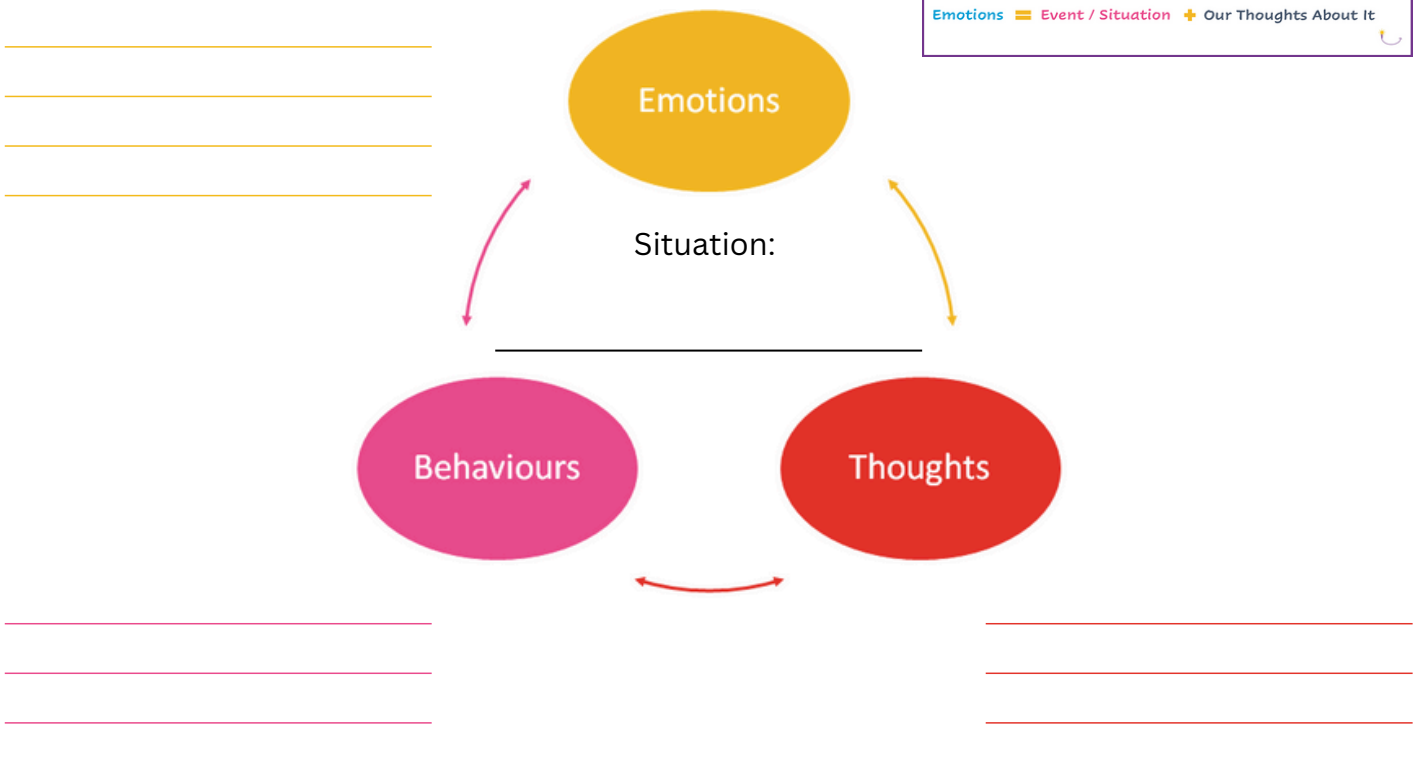 Emotions = Event / Situation + Our Thoughts About It
Emotions
Situation:
Behaviours
Thoughts